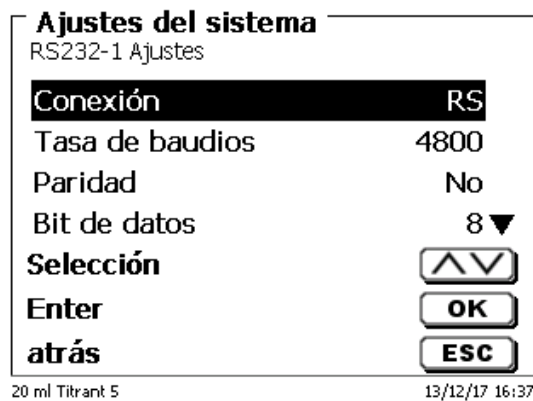 Ajustes del sistema
RS232-1 Ajustes
Conexión RS
Tasa de baudios 4800
Paridad No
Bit de datos 8
Selección
Enter OK
atrás ESC
20 ml Titrant 5 13/12/17 16:37